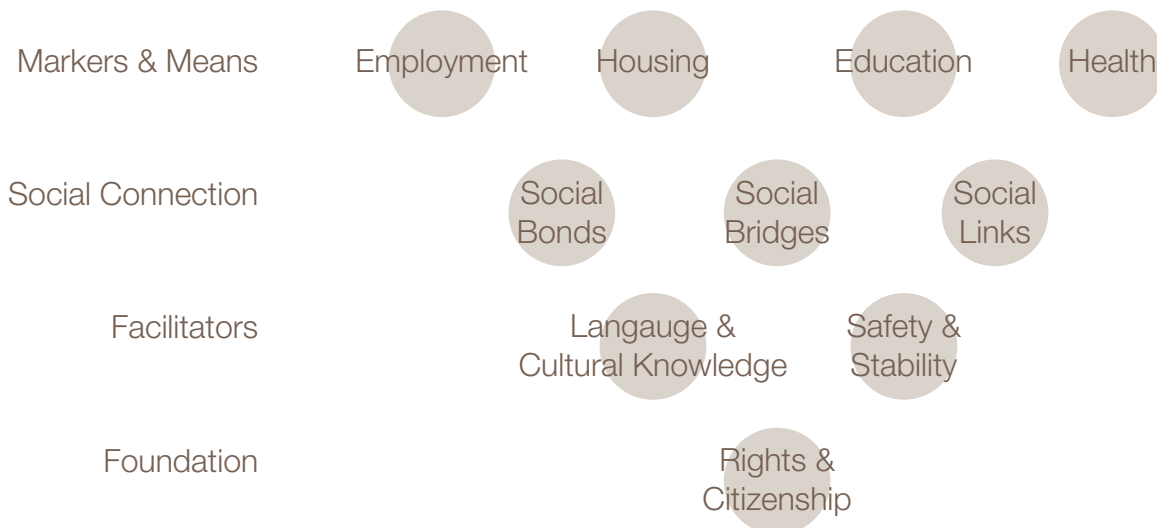 Markers & Means
Employment
Housing
Education
Health
Social Connection
Social
Bonds
Social
Bridges
Social
Links
Facilitators
Langauge &
Cultural Knowledge
Safety &
Stability
Foundation
Rights &
Citizenship